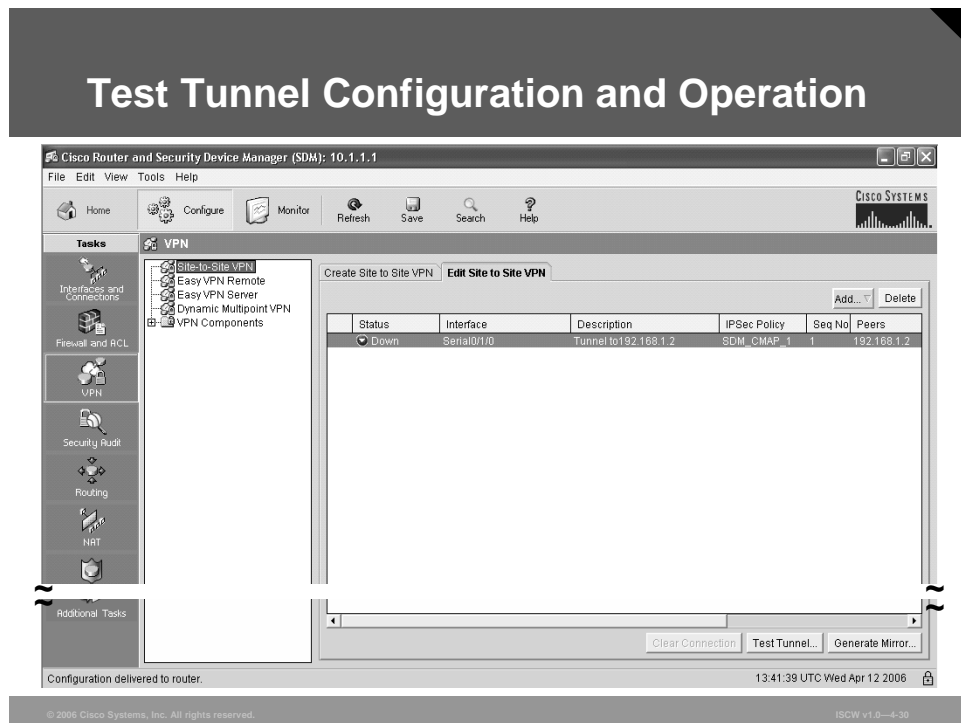 Test Tunnel Configuration and Operation
Cisco Router and Security Device Manager (SDM): 10.1.1.1
File Edit View Tools Help
Home Configure Monitor Refresh Save Search Help
CISCO SYSTEMS
Tasks
VPN
Interfaces and
Connections
Firewall and ACL
VPN
Security Audit
Routing
NAT
Additional Tasks
Site-to-Site VPN
Easy VPN Remote
Easy VPN Server
Dynamic Multipoint VPN
VPN Components
Create Site to Site VPN Edit Site to Site VPN
Add... Delete
Status Interface Description IPSec Policy Seq No Peers
Down Serial0/1/0 Tunnel to192.168.1.2 SDM_CMAP_1 1 192.168.1.2
≈ ≈
Clear Connection Test Tunnel... Generate Mirror...
Configuration delivered to router. 13:41:39 UTC Wed Apr 12 2006
© 2006 Cisco Systems, Inc. All rights reserved. ISCW v1.0—4-30